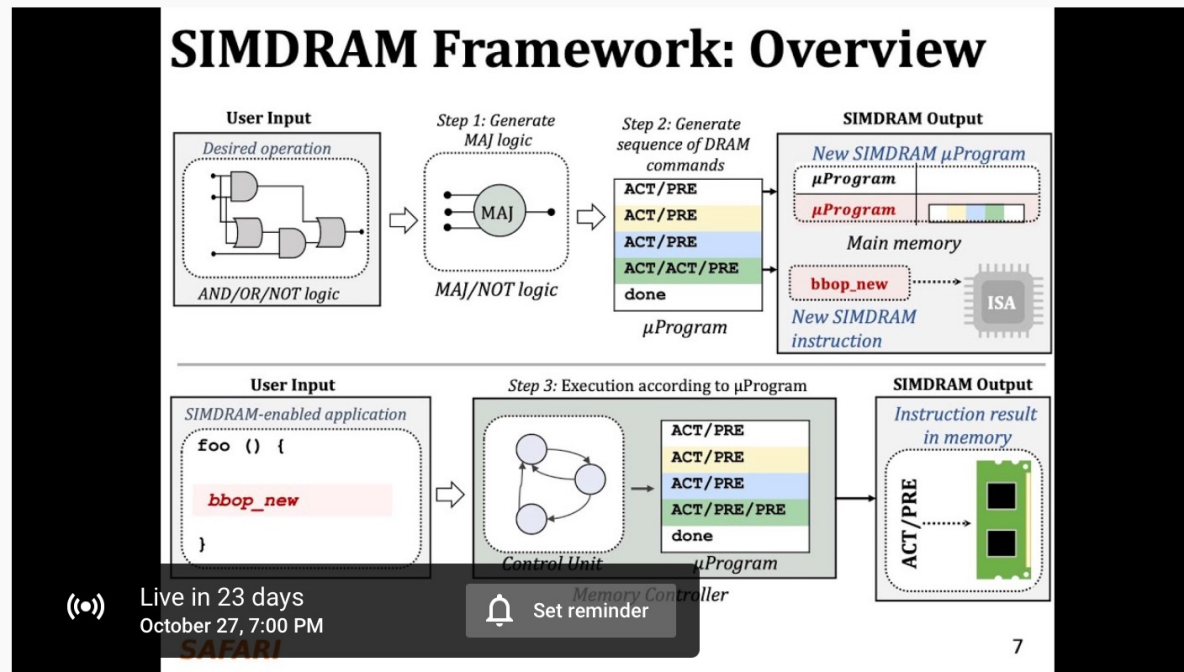 SIMDRAM Framework: Overview
User Input
Desired operation
AND/OR/NOT logic
Step 1: Generate
MAJ logic
MAJ
MAJ/NOT logic
Step 2: Generate
sequence of DRAM
commands
ACT/PRE
ACT/PRE
ACT/PRE
ACT/ACT/PRE
done
μProgram
SIMDRAM Output
New SIMDRAM μProgram
μProgram
μProgram
Main memory
bbop_new
ISA
New SIMDRAM
instruction
User Input
SIMDRAM-enabled application
foo () {
bbop_new
}
Step 3: Execution according to μProgram
Control Unit
ACT/PRE
ACT/PRE
ACT/PRE
ACT/PRE/PRE
done
μProgram
Memory Controller
SIMDRAM Output
Instruction result
in memory
ACT/PRE
Live in 23 days
October 27, 7:00 PM
Set reminder
SAFARI
7